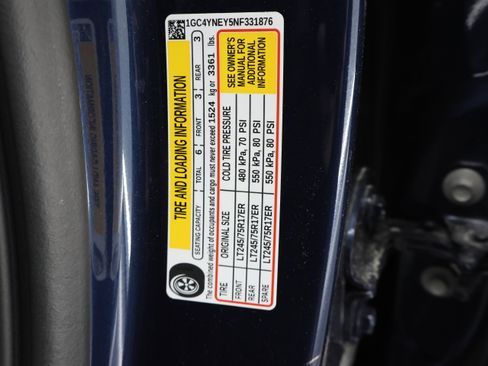 1GC4YNEY5NF331876
TIRE AND LOADING INFORMATION
SEATING CAPACITY TOTAL 6 FRONT 3 REAR 3
The combined weight of occupants and cargo must never exceed 1524 kg or 3361 lbs.
TIRE ORIGINAL SIZE COLD TIRE PRESSURE
FRONT LT245/75R17ER 480 kPa, 70 PSI
REAR LT245/75R17ER 550 kPa, 80 PSI
SPARE LT245/75R17ER 550 kPa, 80 PSI
SEE OWNER'S
MANUAL FOR
ADDITIONAL
INFORMATION